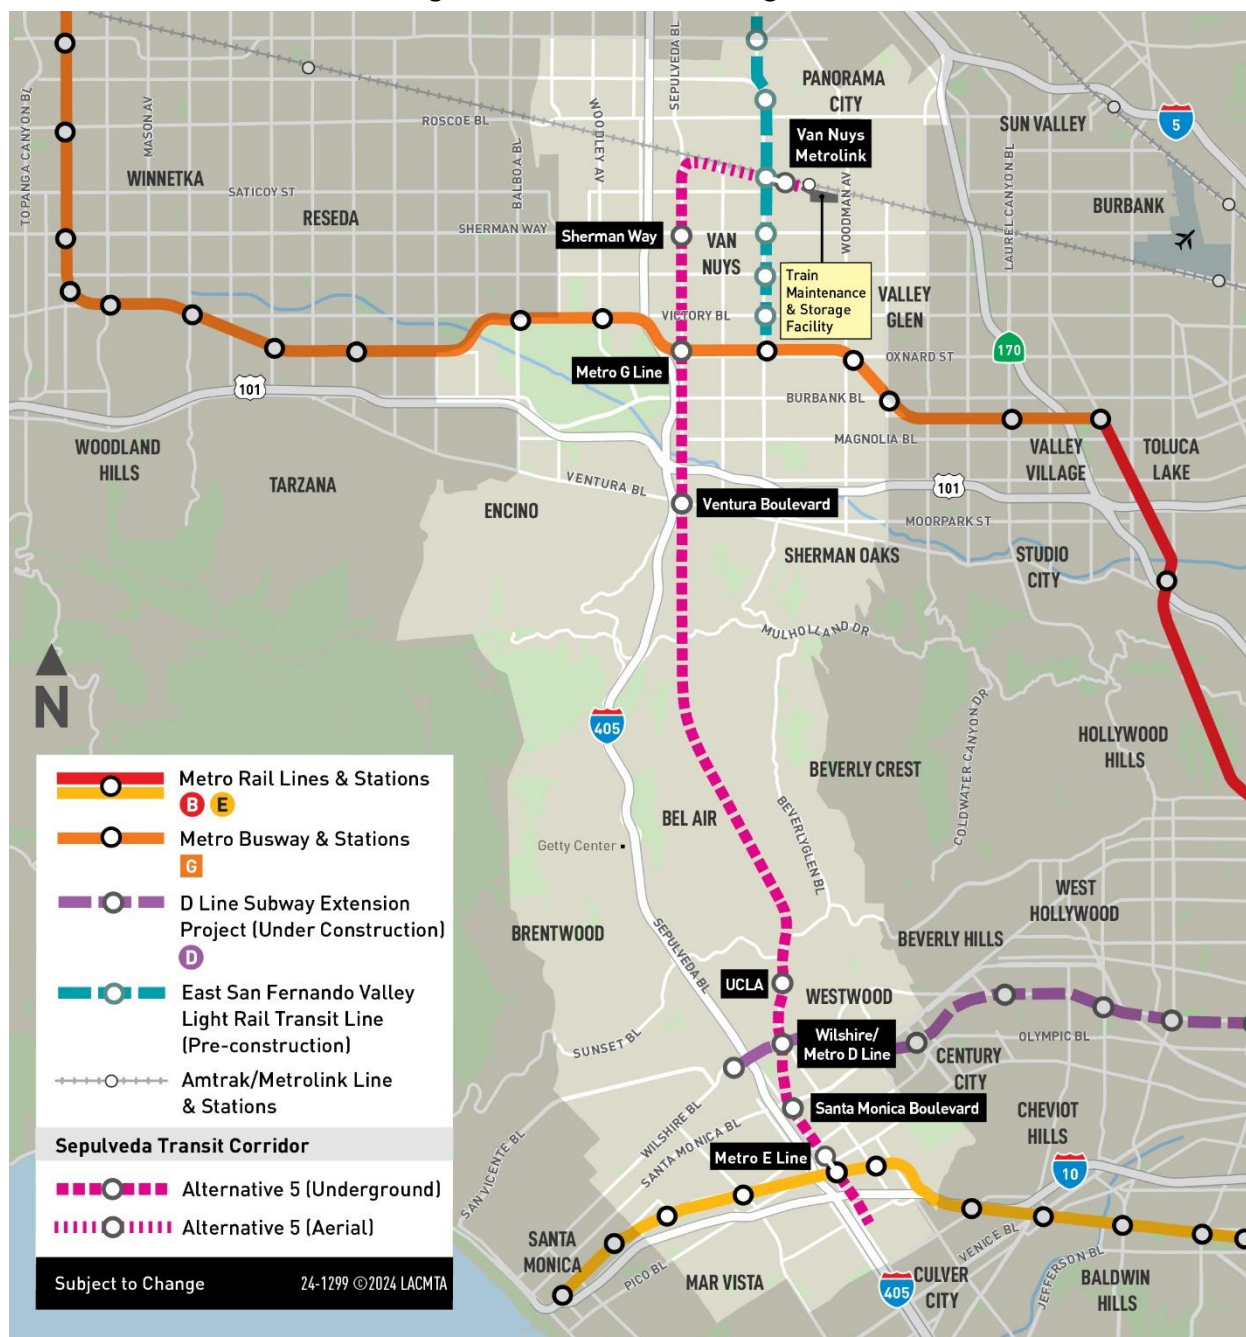 SEPULVEDA BL
PANORAMA
CITY
Van Nuys
Metrolink
SUN VALLEY
5
TOPANGA CANYON BL
MASON AV
ROSCOE BL
WOODLEY AV
BALBOA BL
WINNETKA
SATICOY ST
RESEDA
SHERMAN WAY
Sherman Way
VAN
NUYS
WOODMAN AV
LAUREL CANYON BL
BURBANK
Train
Maintenance
& Storage
Facility
VALLEY
GLEN
VICTORY BL
Metro G Line
OXNARD ST
170
101
BURBANK BL
MAGNOLIA BL
WOODLAND
HILLS
TARZANA
VENTURA BL
ENCINO
Ventura Boulevard
VALLEY
VILLAGE
TOLUCA
LAKE
101
MOORPARK ST
SHERMAN OAKS
STUDIO
CITY
MULHOLLAND DR
N
405
COLDWATER CANYON DR
HOLLYWOOD
HILLS
BEVERLY CREST
BEL AIR
BEVERLYGLEN BL
Getty Center
WEST
HOLLYWOOD
BRENTWOOD
SEPULVEDA BL
BEVERLY HILLS
UCLA
WESTWOOD
SUNSET BL
Wilshire/
Metro D Line
OLYMPIC BL
CENTURY
CITY
Santa Monica Boulevard
CHEVIOT
HILLS
WILSHIRE BL
SANTA MONICA BL
SAN VICENTE BL
Metro E Line
10
SANTA
MONICA
PICO BL
MAR VISTA
VENICE BL
JEFFERSON BL
405
CULVER
CITY
BALDWIN
HILLS
Metro Rail Lines & Stations
B E
Metro Busway & Stations
G
D Line Subway Extension
Project (Under Construction)
D
East San Fernando Valley
Light Rail Transit Line
(Pre-construction)
Amtrak/Metrolink Line
& Stations
Sepulveda Transit Corridor
Alternative 5 (Underground)
Alternative 5 (Aerial)
Subject to Change 24-1299 ©2024 LACMTA